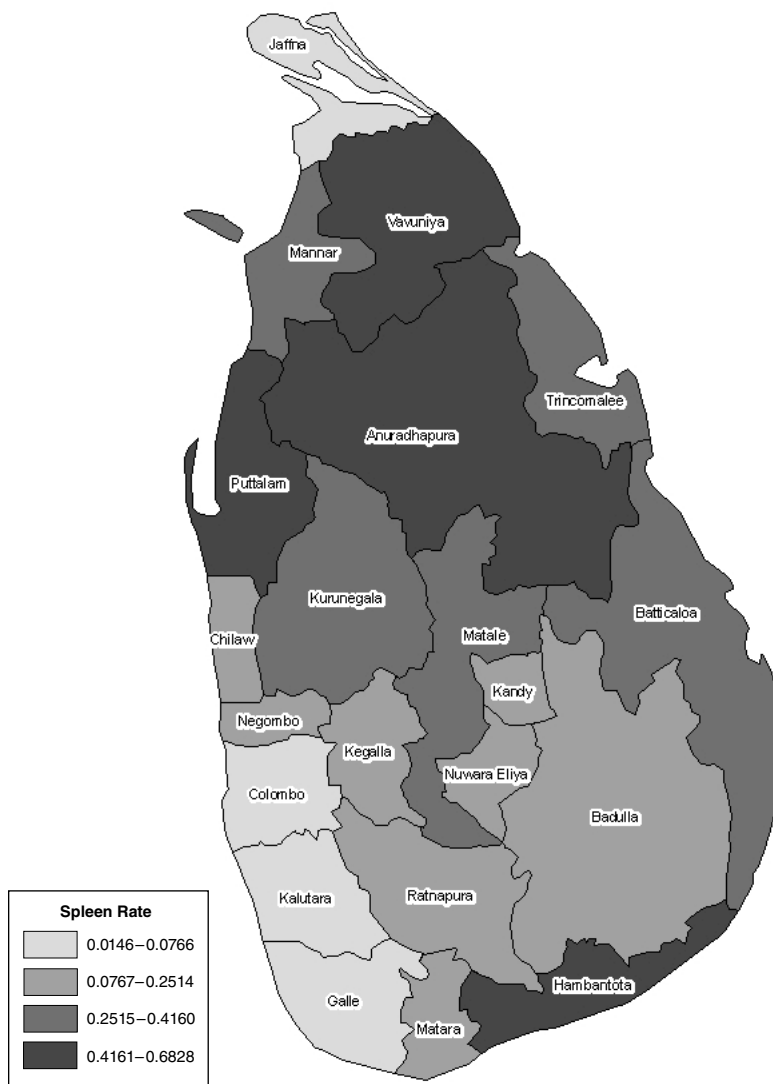 Jaffna
Vavuniya
Mannar
Trincomalee
Anuradhapura
Puttalam
Kurunegala
Batticaloa
Chilaw
Matale
Kandy
Negombo
Kegalla
Nuwara Eliya
Colombo
Badulla
Kalutara
Ratnapura
Hambantota
Galle
Matara
Spleen Rate
0.0146–0.0766
0.0767–0.2514
0.2515–0.4160
0.4161–0.6828